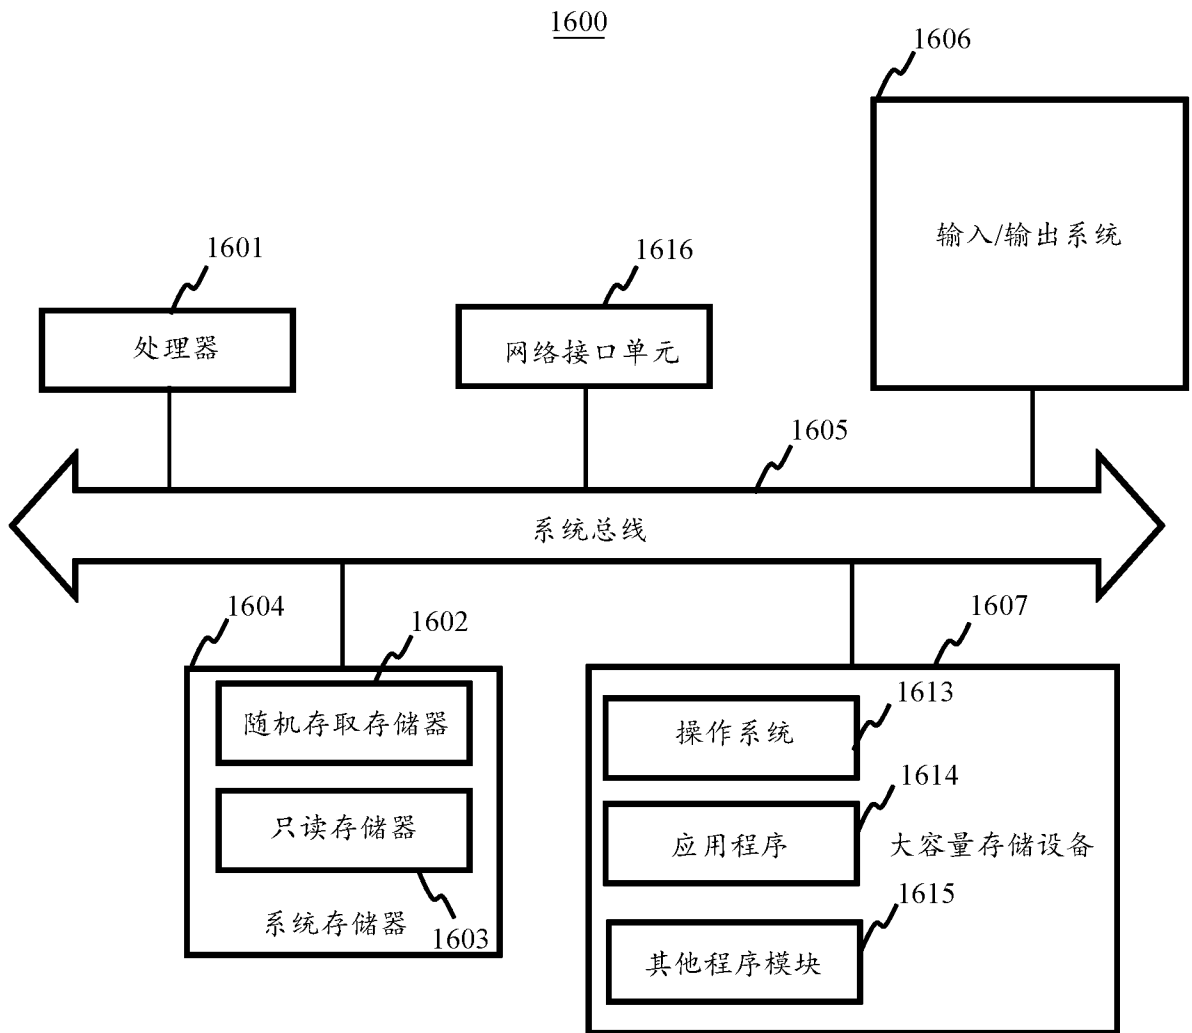 1600
1606
输入/输出系统
1601
处理器
1616
网络接口单元
1605
系统总线
1604
1602
随机存取存储器
只读存储器
1603
系统存储器
1607
1613
操作系统
1614
应用程序
大容量存储设备
1615
其他程序模块